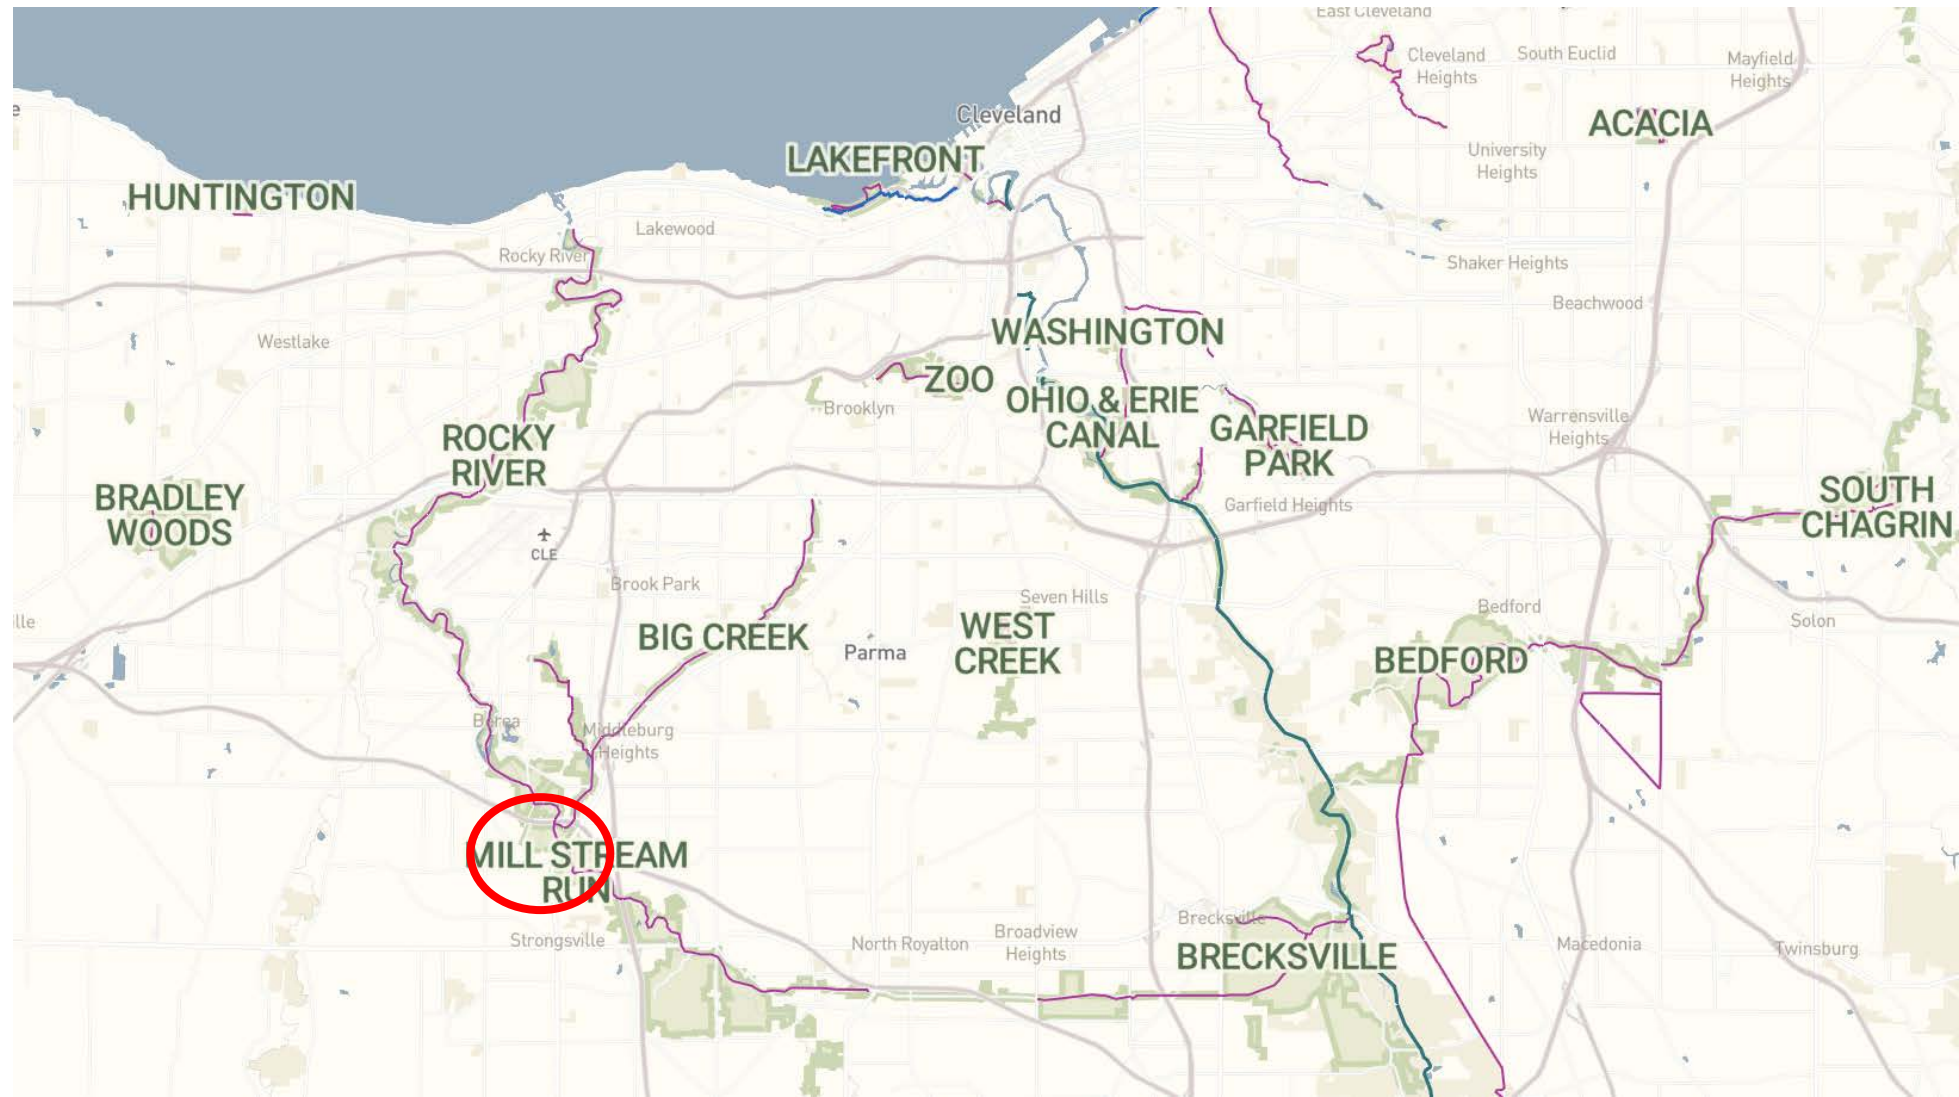 East Cleveland
Cleveland
Heights
South Euclid
Mayfield
Heights
Cleveland
ACACIA
LAKEFRONT
University
Heights
HUNTINGTON
Lakewood
Rocky River
Shaker Heights
Beachwood
WASHINGTON
Westlake
ZOO
Brooklyn
OHIO & ERIE
CANAL
GARFIELD
PARK
Warrensville
Heights
ROCKY
RIVER
BRADLEY
WOODS
SOUTH
CHAGRIN
Garfield Heights
CLE
Brook Park
Seven Hills
Bedford
Solon
lle
BIG CREEK
Parma
WEST
CREEK
BEDFORD
Berea
Middleburg
Heights
MILL STREAM
RUN
Strongsville
North Royalton
Broadview
Heights
Brecksville
BRECKSVILLE
Macedonia
Twinsburg